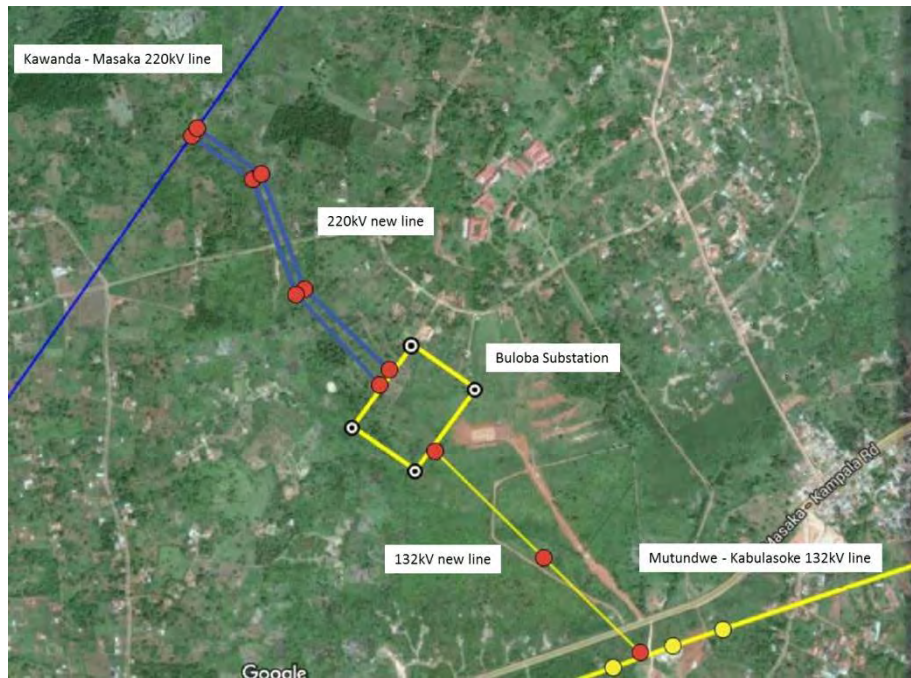 Kawanda - Masaka 220kV line
220kV new line
Buloba Substation
Masaka - Kampala Rd
132kV new line
Mutundwe - Kabulasoke 132kV line
Google